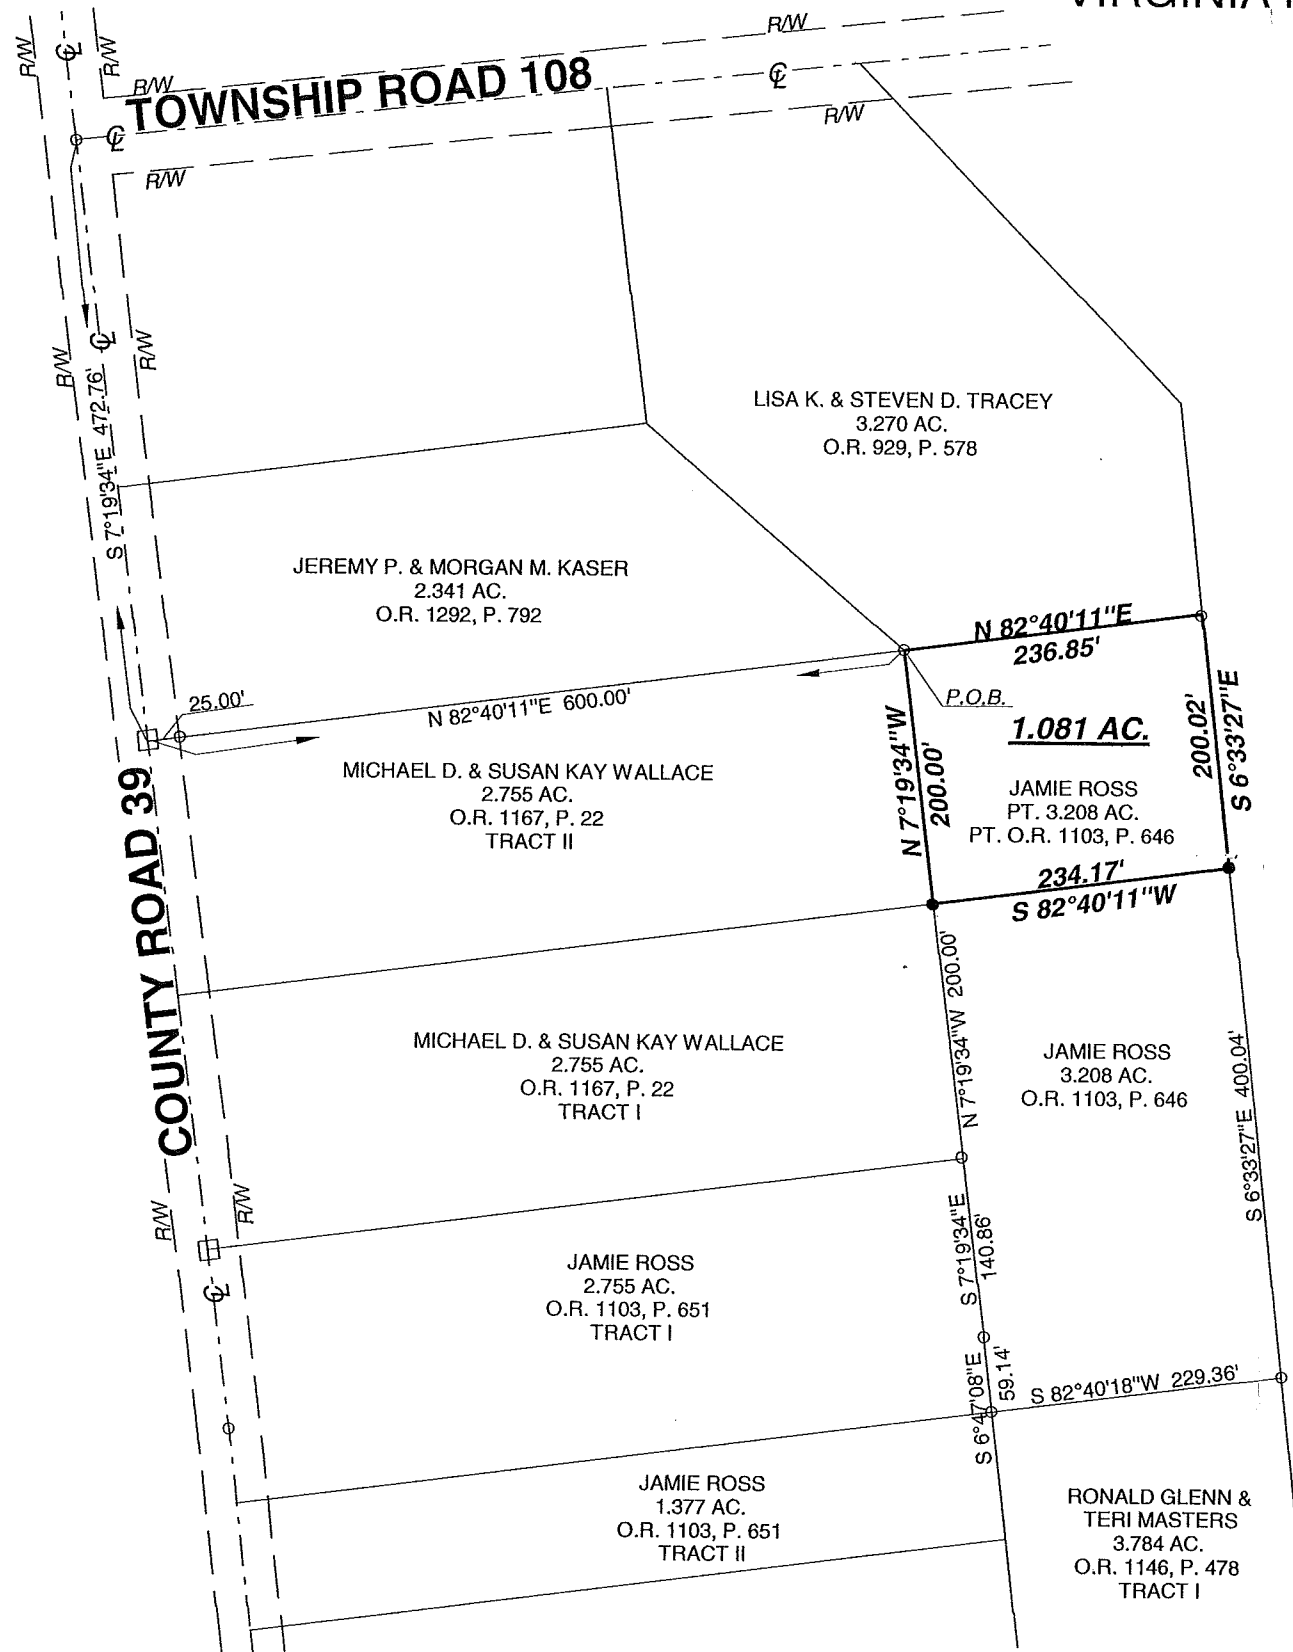 VIRGINIA
R/W
R/W
R/W
R/W
R/W
R/W
℄
℄
℄
TOWNSHIP ROAD 108
R/W
R/W
℄
S 7°19'34"E 472.76'
LISA K. & STEVEN D. TRACEY
3.270 AC.
O.R. 929, P. 578
JEREMY P. & MORGAN M. KASER
2.341 AC.
O.R. 1292, P. 792
N 82°40'11"E
236.85'
25.00'
N 82°40'11"E 600.00'
P.O.B.
1.081 AC.
N 7°19'34"W
200.00'
200.02'
S 6°33'27"E
MICHAEL D. & SUSAN KAY WALLACE
2.755 AC.
O.R. 1167, P. 22
TRACT II
JAMIE ROSS
PT. 3.208 AC.
PT. O.R. 1103, P. 646
234.17'
S 82°40'11"W
COUNTY ROAD 39
N 7°19'34"W 200.00'
MICHAEL D. & SUSAN KAY WALLACE
2.755 AC.
O.R. 1167, P. 22
TRACT I
JAMIE ROSS
3.208 AC.
O.R. 1103, P. 646
S 6°33'27"E 400.04'
R/W
R/W
℄
JAMIE ROSS
2.755 AC.
O.R. 1103, P. 651
TRACT I
S 7°19'34"E
140.86'
S 6°47'08"E
59.14'
S 82°40'18"W 229.36'
JAMIE ROSS
1.377 AC.
O.R. 1103, P. 651
TRACT II
RONALD GLENN &
TERI MASTERS
3.784 AC.
O.R. 1146, P. 478
TRACT I